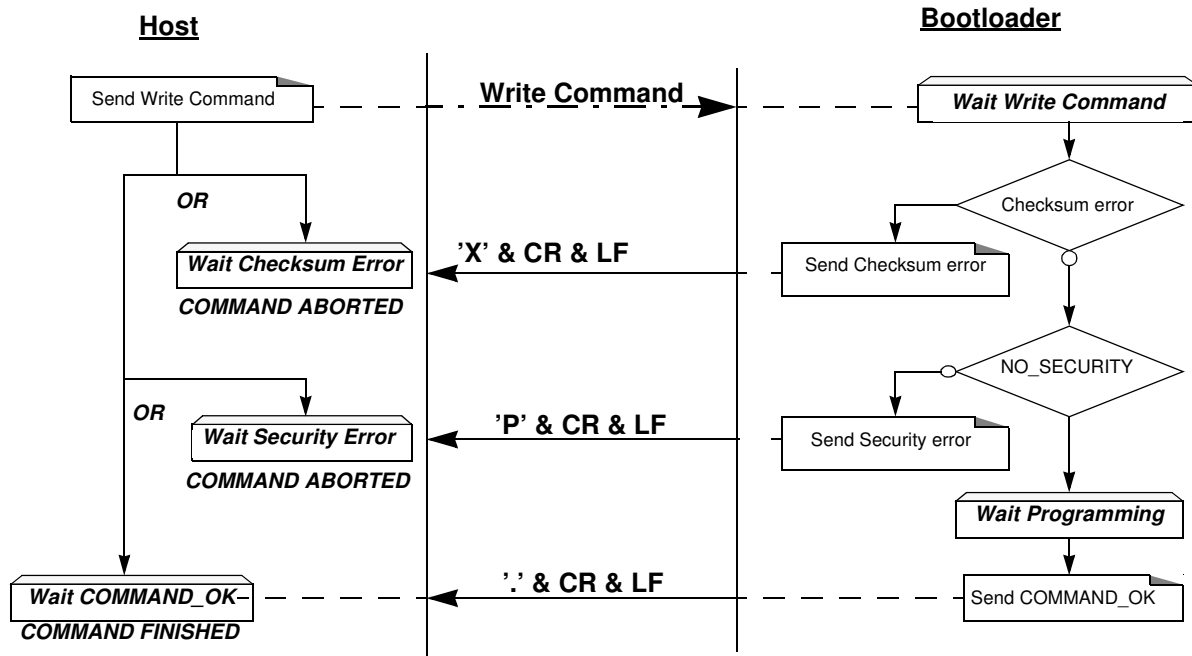 Host
Bootloader
Send Write Command
Write Command
Wait Write Command
OR
Checksum error
Wait Checksum Error
’X’ & CR & LF
Send Checksum error
COMMAND ABORTED
NO_SECURITY
OR
Wait Security Error
’P’ & CR & LF
Send Security error
COMMAND ABORTED
Wait Programming
Wait COMMAND_OK
’.’ & CR & LF
Send COMMAND_OK
COMMAND FINISHED